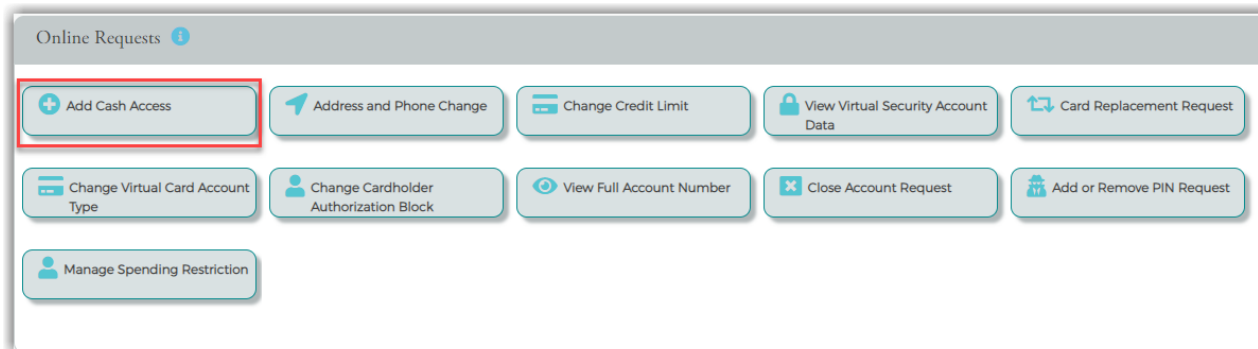 Online Requests
Add Cash Access
Address and Phone Change
Change Credit Limit
View Virtual Security Account
Data
Card Replacement Request
Change Virtual Card Account
Type
Change Cardholder
Authorization Block
View Full Account Number
Close Account Request
Add or Remove PIN Request
Manage Spending Restriction